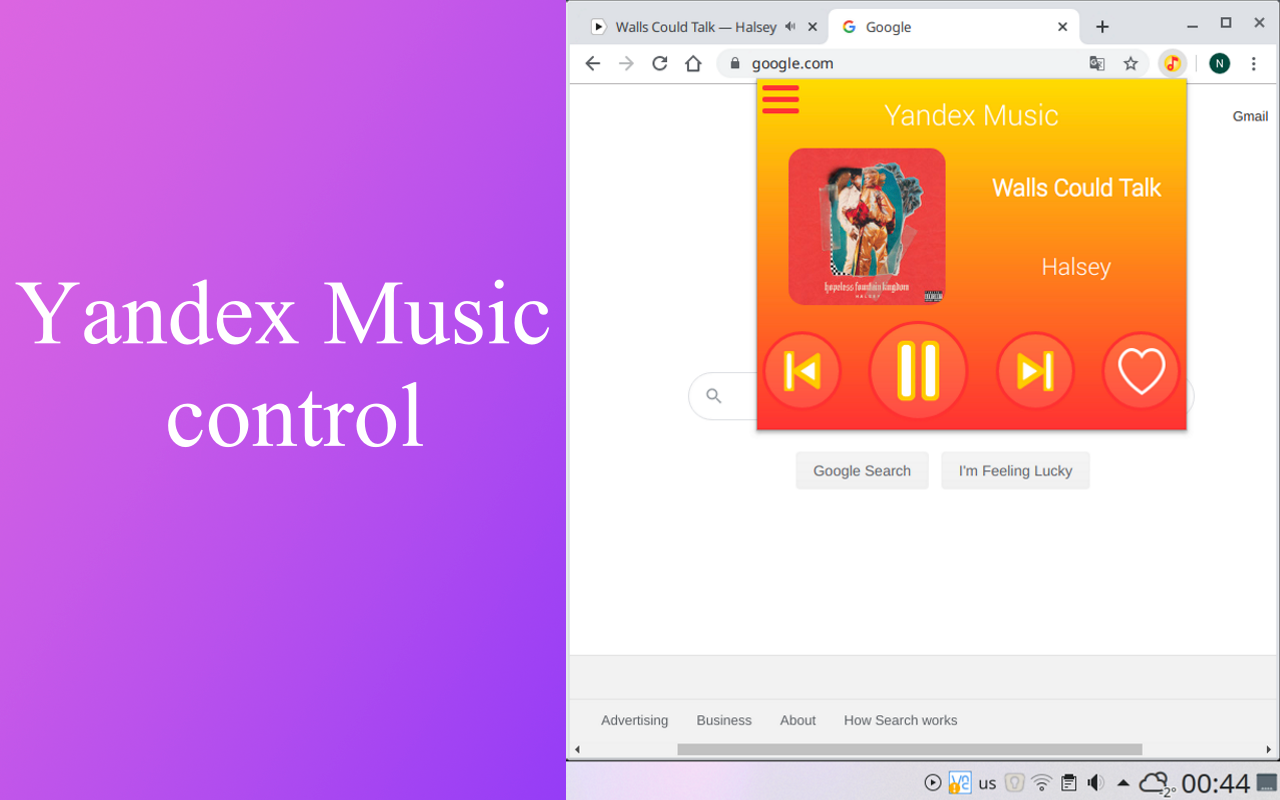 Yandex Music
control
Walls Could Talk — Halsey
Google
google.com
N
Gmail
Yandex Music
Walls Could Talk
Halsey
hopeless fountain kingdom
HALSEY
Google Search
I'm Feeling Lucky
Advertising
Business
About
How Search works
us
-2°
00:44